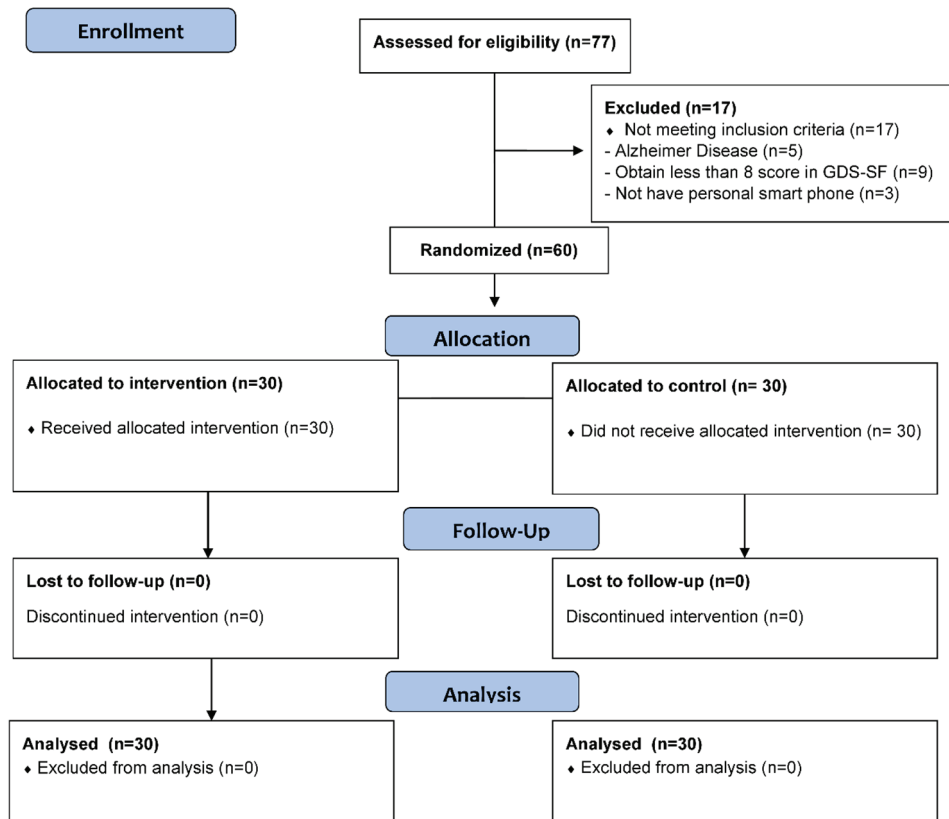 Enrollment
Assessed for eligibility (n=77)
Excluded (n=17)
♦ Not meeting inclusion criteria (n=17)
- Alzheimer Disease (n=5)
- Obtain less than 8 score in GDS-SF (n=9)
- Not have personal smart phone (n=3)
Randomized (n=60)
Allocation
Allocated to intervention (n=30)
♦ Received allocated intervention (n=30)
Allocated to control (n= 30)
♦ Did not receive allocated intervention (n= 30)
Follow-Up
Lost to follow-up (n=0)
Discontinued intervention (n=0)
Lost to follow-up (n=0)
Discontinued intervention (n=0)
Analysis
Analysed (n=30)
♦ Excluded from analysis (n=0)
Analysed (n=30)
♦ Excluded from analysis (n=0)